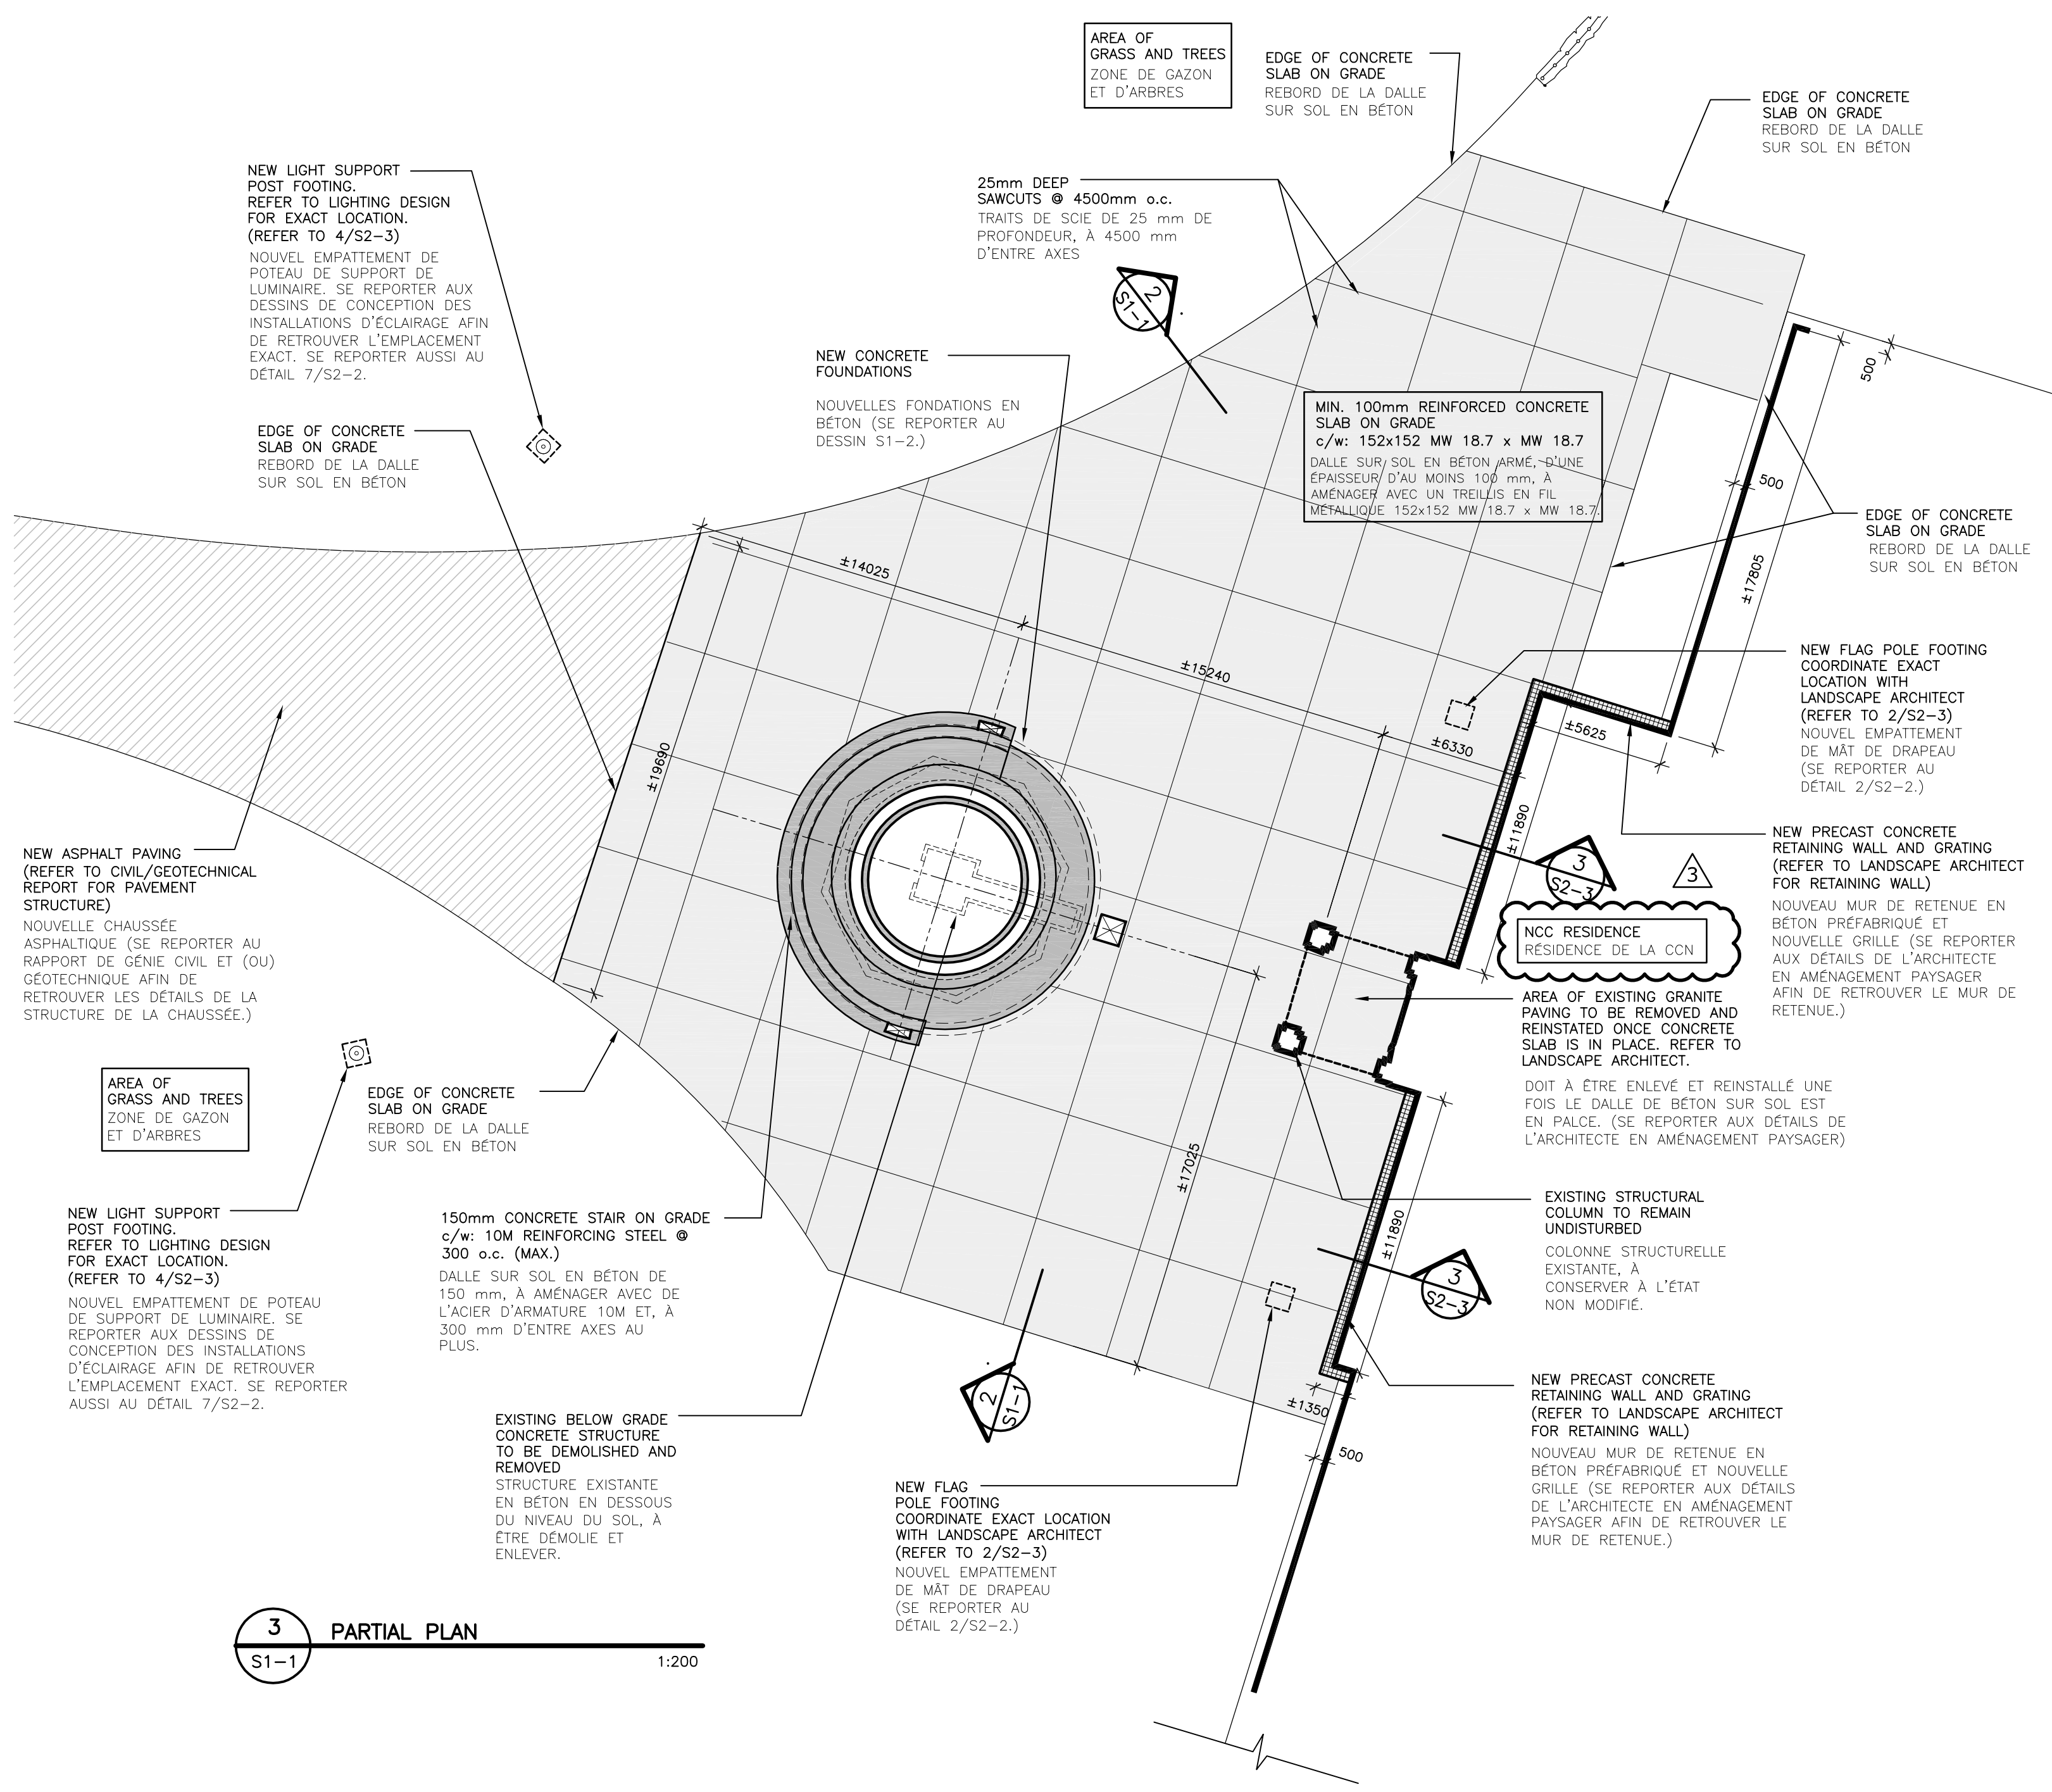 AREA OF
GRASS AND TREES
ZONE DE GAZON
ET D'ARBRES
EDGE OF CONCRETE
SLAB ON GRADE
REBORD DE LA DALLE
SUR SOL EN BÉTON
EDGE OF CONCRETE
SLAB ON GRADE
REBORD DE LA DALLE
SUR SOL EN BÉTON
NEW LIGHT SUPPORT
POST FOOTING.
REFER TO LIGHTING DESIGN
FOR EXACT LOCATION.
(REFER TO 4/S2-3)
NOUVEL EMPATTEMENT DE
POTEAU DE SUPPORT DE
LUMINAIRE. SE REPORTER AUX
DESSINS DE CONCEPTION DES
INSTALLATIONS D'ÉCLAIRAGE AFIN
DE RETROUVER L'EMPLACEMENT
EXACT. SE REPORTER AUSSI AU
DÉTAIL 7/S2-2.
25mm DEEP
SAWCUTS @ 4500mm o.c.
TRAITS DE SCIE DE 25 mm DE
PROFONDEUR, À 4500 mm
D'ENTRE AXES
2
S1-1
NEW CONCRETE
FOUNDATIONS
NOUVELLES FONDATIONS EN
BÉTON (SE REPORTER AU
DESSIN S1-2.)
EDGE OF CONCRETE
SLAB ON GRADE
REBORD DE LA DALLE
SUR SOL EN BÉTON
MIN. 100mm REINFORCED CONCRETE
SLAB ON GRADE
c/w: 152x152 MW 18.7 x MW 18.7
DALLE SUR SOL EN BÉTON ARMÉ, D'UNE
ÉPAISSEUR D'AU MOINS 100 mm, À
AMÉNAGER AVEC UN TREILLIS EN FIL
MÉTALLIQUE 152x152 MW 18.7 x MW 18.7.
500
500
±17805
EDGE OF CONCRETE
SLAB ON GRADE
REBORD DE LA DALLE
SUR SOL EN BÉTON
±14025
±15240
±6330
±5625
±19690
±11890
NEW FLAG POLE FOOTING
COORDINATE EXACT
LOCATION WITH
LANDSCAPE ARCHITECT
(REFER TO 2/S2-3)
NOUVEL EMPATTEMENT
DE MÂT DE DRAPEAU
(SE REPORTER AU
DÉTAIL 2/S2-2.)
NEW PRECAST CONCRETE
RETAINING WALL AND GRATING
(REFER TO LANDSCAPE ARCHITECT
FOR RETAINING WALL)
NOUVEAU MUR DE RETENUE EN
BÉTON PRÉFABRIQUÉ ET
NOUVELLE GRILLE (SE REPORTER
AUX DÉTAILS DE L'ARCHITECTE
EN AMÉNAGEMENT PAYSAGER
AFIN DE RETROUVER LE MUR DE
RETENUE.)
3
S2-3
3
NCC RESIDENCE
RÉSIDENCE DE LA CCN
NEW ASPHALT PAVING
(REFER TO CIVIL/GEOTECHNICAL
REPORT FOR PAVEMENT
STRUCTURE)
NOUVELLE CHAUSSÉE
ASPHALTIQUE (SE REPORTER AU
RAPPORT DE GÉNIE CIVIL ET (OU)
GÉOTECHNIQUE AFIN DE
RETROUVER LES DÉTAILS DE LA
STRUCTURE DE LA CHAUSSÉE.)
AREA OF EXISTING GRANITE
PAVING TO BE REMOVED AND
REINSTATED ONCE CONCRETE
SLAB IS IN PLACE. REFER TO
LANDSCAPE ARCHITECT.
DOIT À ÊTRE ENLEVÉ ET REINSTALLÉ UNE
FOIS LE DALLE DE BÉTON SUR SOL EST
EN PALCE. (SE REPORTER AUX DÉTAILS DE
L'ARCHITECTE EN AMÉNAGEMENT PAYSAGER)
AREA OF
GRASS AND TREES
ZONE DE GAZON
ET D'ARBRES
EDGE OF CONCRETE
SLAB ON GRADE
REBORD DE LA DALLE
SUR SOL EN BÉTON
±17025
±11890
EXISTING STRUCTURAL
COLUMN TO REMAIN
UNDISTURBED
COLONNE STRUCTURELLE
EXISTANTE, À
CONSERVER À L'ÉTAT
NON MODIFIÉ.
NEW LIGHT SUPPORT
POST FOOTING.
REFER TO LIGHTING DESIGN
FOR EXACT LOCATION.
(REFER TO 4/S2-3)
NOUVEL EMPATTEMENT DE POTEAU
DE SUPPORT DE LUMINAIRE. SE
REPORTER AUX DESSINS DE
CONCEPTION DES INSTALLATIONS
D'ÉCLAIRAGE AFIN DE RETROUVER
L'EMPLACEMENT EXACT. SE REPORTER
AUSSI AU DÉTAIL 7/S2-2.
150mm CONCRETE STAIR ON GRADE
c/w: 10M REINFORCING STEEL @
300 o.c. (MAX.)
DALLE SUR SOL EN BÉTON DE
150 mm, À AMÉNAGER AVEC DE
L'ACIER D'ARMATURE 10M ET, À
300 mm D'ENTRE AXES AU
PLUS.
3
S2-3
2
S1-1
±1350
500
EXISTING BELOW GRADE
CONCRETE STRUCTURE
TO BE DEMOLISHED AND
REMOVED
STRUCTURE EXISTANTE
EN BÉTON EN DESSOUS
DU NIVEAU DU SOL, À
ÊTRE DÉMOLIE ET
ENLEVER.
NEW FLAG
POLE FOOTING
COORDINATE EXACT LOCATION
WITH LANDSCAPE ARCHITECT
(REFER TO 2/S2-3)
NOUVEL EMPATTEMENT
DE MÂT DE DRAPEAU
(SE REPORTER AU
DÉTAIL 2/S2-2.)
NEW PRECAST CONCRETE
RETAINING WALL AND GRATING
(REFER TO LANDSCAPE ARCHITECT
FOR RETAINING WALL)
NOUVEAU MUR DE RETENUE EN
BÉTON PRÉFABRIQUÉ ET NOUVELLE
GRILLE (SE REPORTER AUX DÉTAILS
DE L'ARCHITECTE EN AMÉNAGEMENT
PAYSAGER AFIN DE RETROUVER LE
MUR DE RETENUE.)
3
S1-1
PARTIAL PLAN
1:200